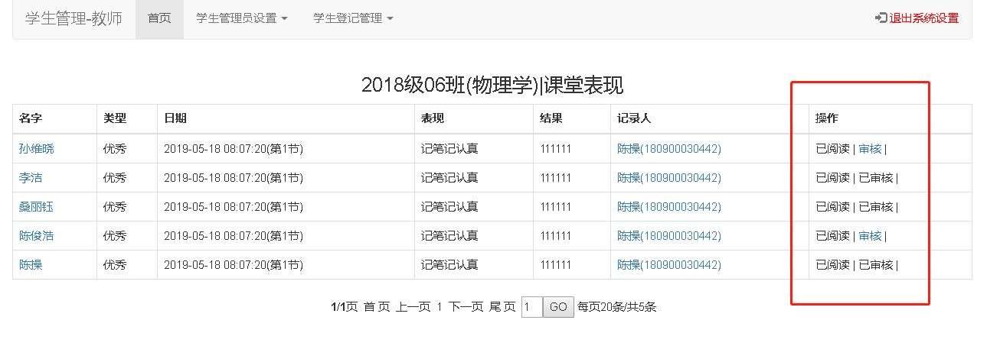 学生管理-教师 首页 学生管理员设置 学生登记管理 退出系统设置
2018级06班(物理学)|课堂表现
名字 类型 日期 表现 结果 记录人 操作
孙维晓 优秀 2019-05-18 08:07:20(第1节) 记笔记认真 111111 陈操(180900030442) 已阅读 | 审核 |
李洁 优秀 2019-05-18 08:07:20(第1节) 记笔记认真 111111 陈操(180900030442) 已阅读 | 已审核 |
桑丽钰 优秀 2019-05-18 08:07:20(第1节) 记笔记认真 111111 陈操(180900030442) 已阅读 | 已审核 |
陈俊浩 优秀 2019-05-18 08:07:20(第1节) 记笔记认真 111111 陈操(180900030442) 已阅读 | 审核 |
陈操 优秀 2019-05-18 08:07:20(第1节) 记笔记认真 111111 陈操(180900030442) 已阅读 | 已审核 |
1/1页 首 页 上一页 1 下一页 尾 页 1 GO 每页20条/共5条